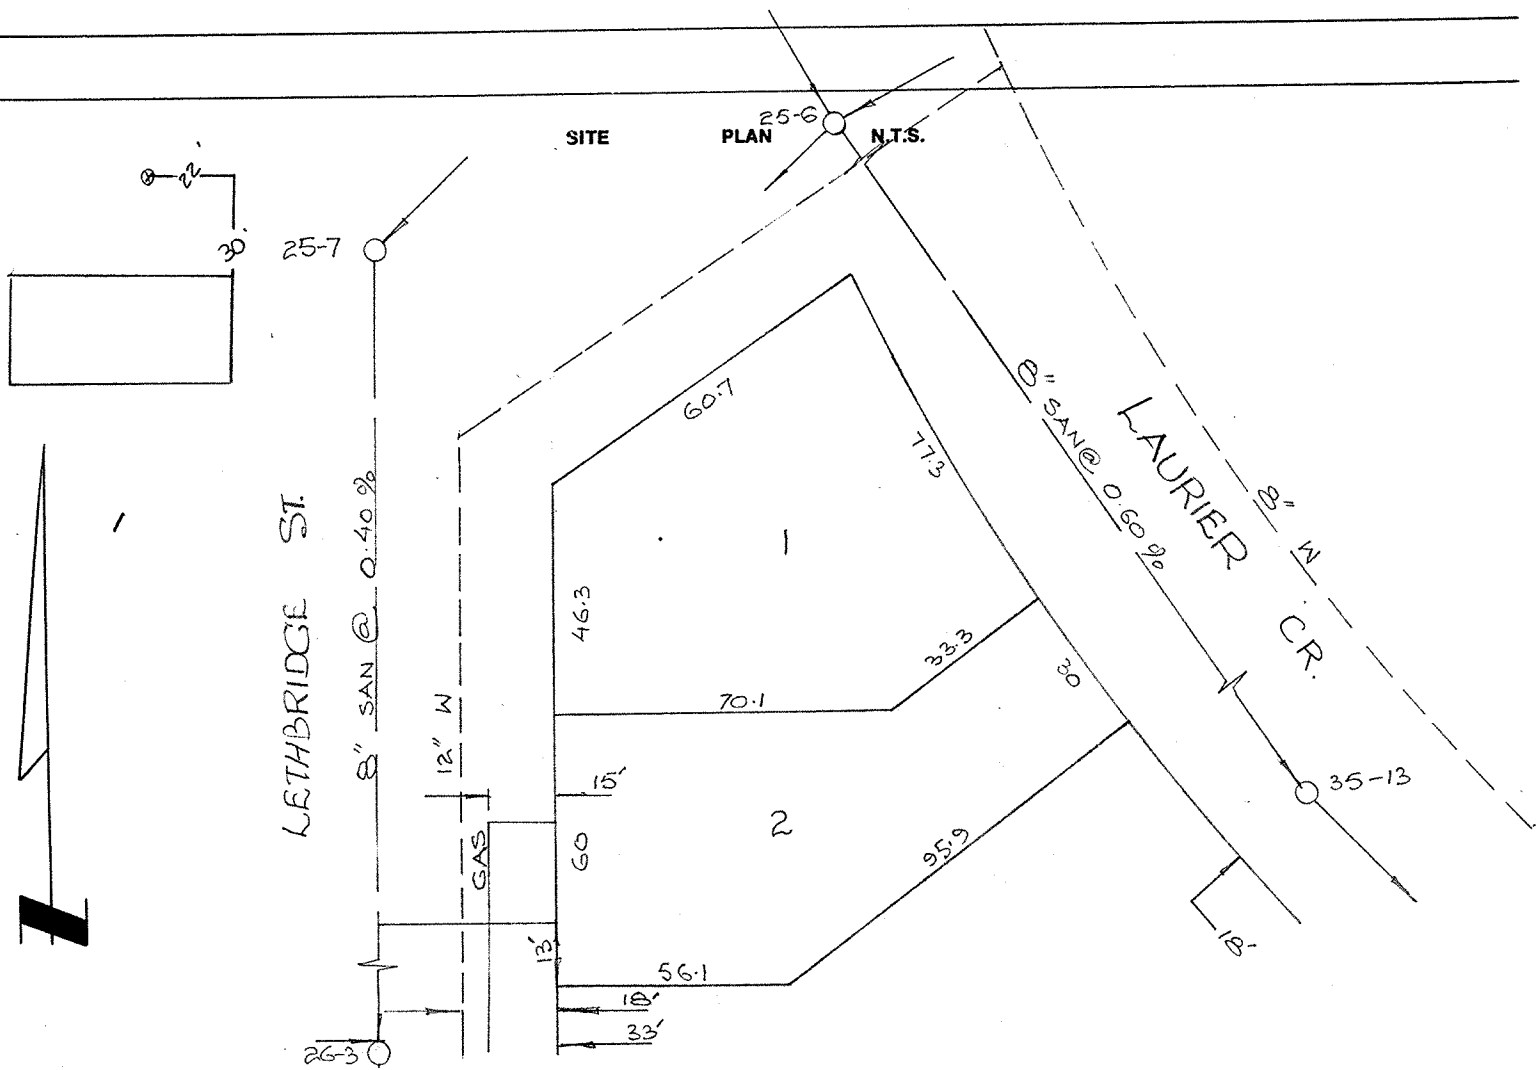 SITE PLAN N.T.S.
25-6
22'
30'
25-7
60.7
77.3
8" SAN @ 0.60 %
LAURIER CR.
8" W
LETHBRIDGE ST.
8" SAN @ 0.40 %
12" W
46.3
1
33.3
30
70.1
15'
GAS
60
2
95.9
35-13
18'
13'
56.1
18'
33'
26-3